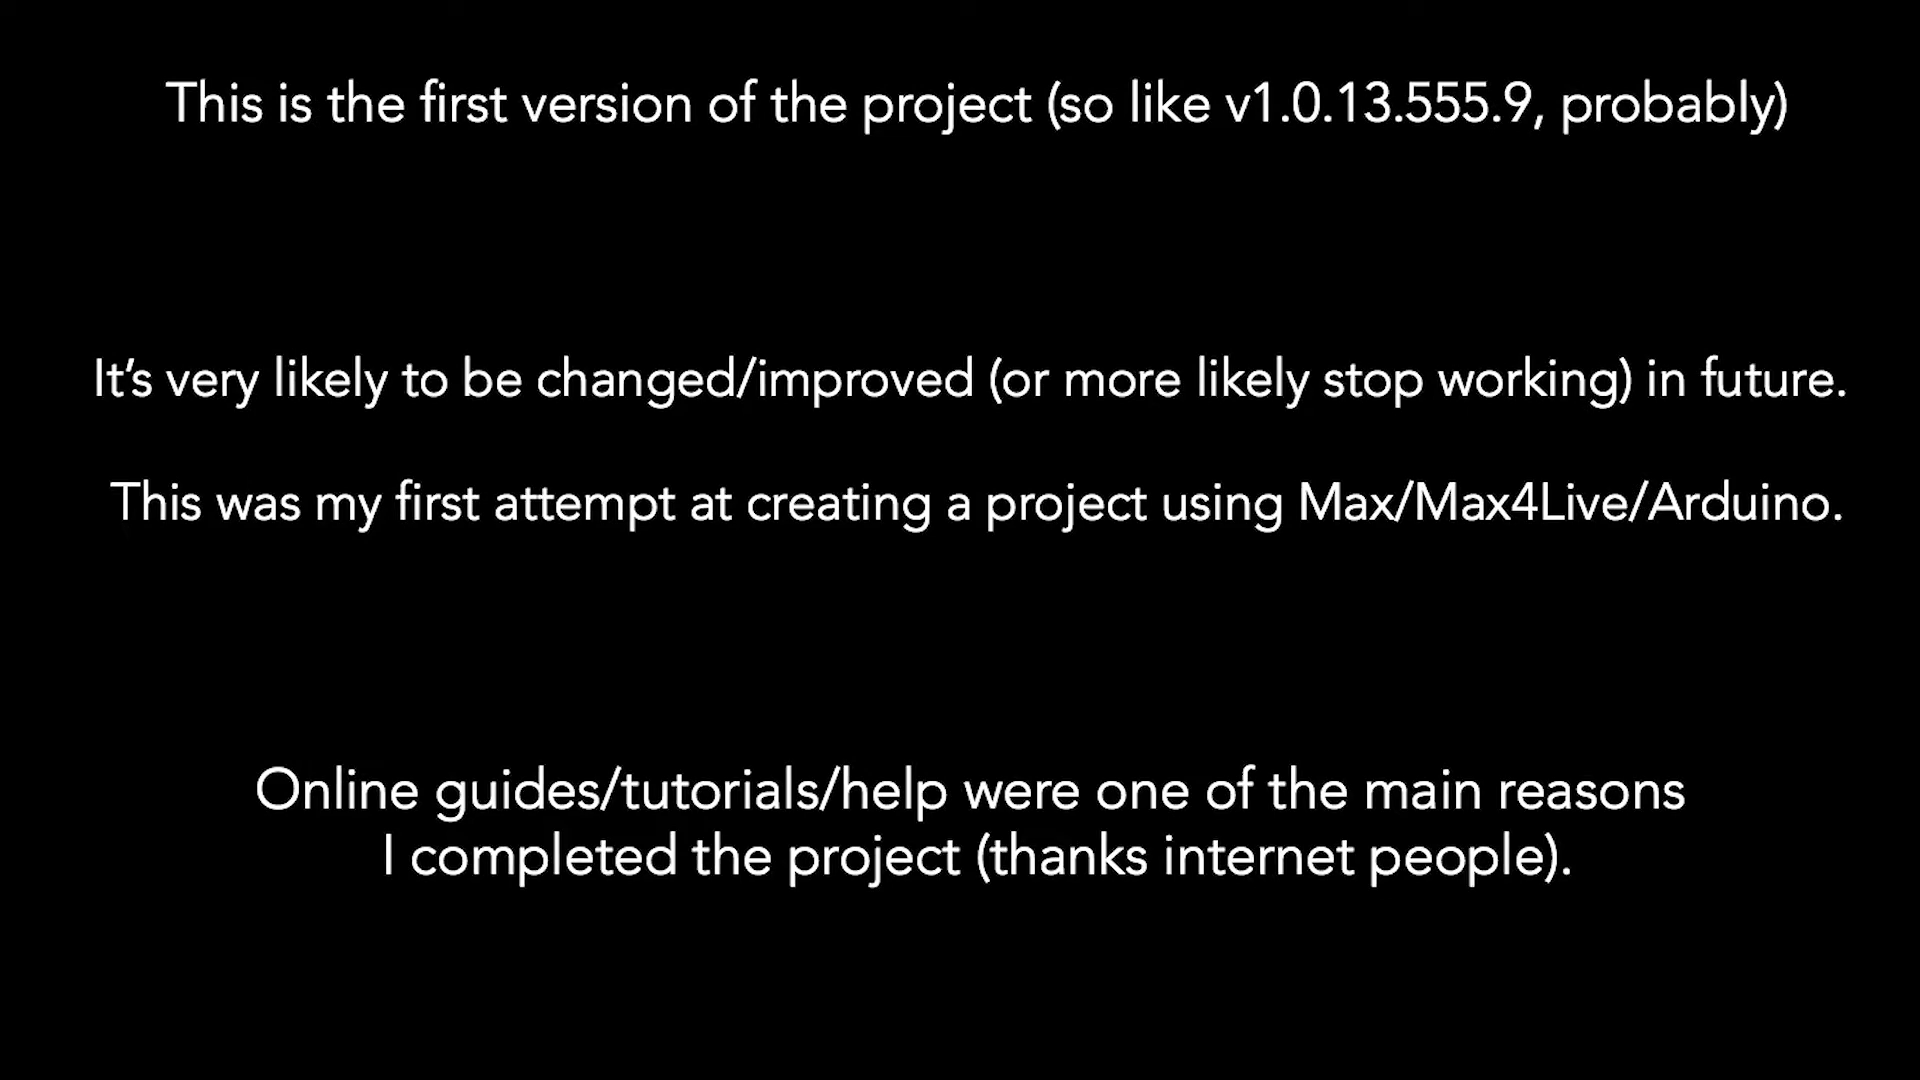 This is the first version of the project (so like v1.0.13.555.9, probably)
It’s very likely to be changed/improved (or more likely stop working) in future.
This was my first attempt at creating a project using Max/Max4Live/Arduino.
Online guides/tutorials/help were one of the main reasons
I completed the project (thanks internet people).